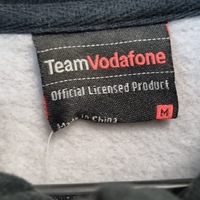 TeamVodafone
Official Licensed Product
Made in China
M